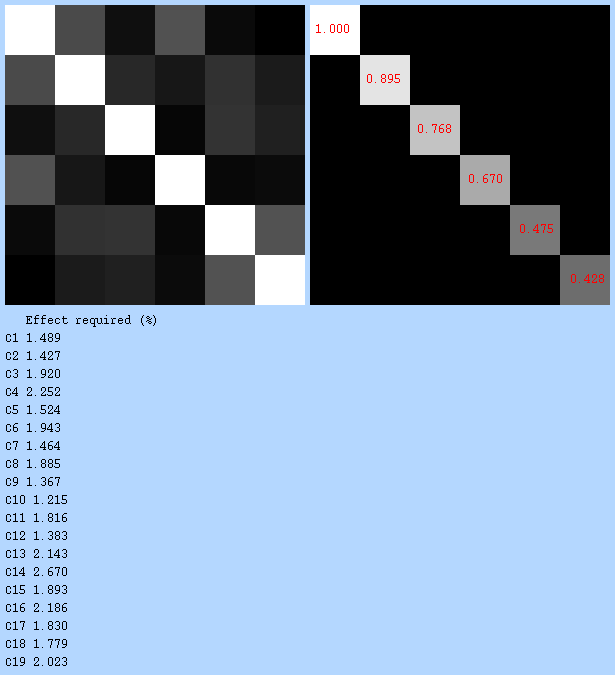 1.000
0.895
0.768
0.670
0.475
0.428
Effect required (%)
C1 1.489
C2 1.427
C3 1.920
C4 2.252
C5 1.524
C6 1.943
C7 1.464
C8 1.885
C9 1.367
C10 1.215
C11 1.816
C12 1.383
C13 2.143
C14 2.670
C15 1.893
C16 2.186
C17 1.830
C18 1.779
C19 2.023